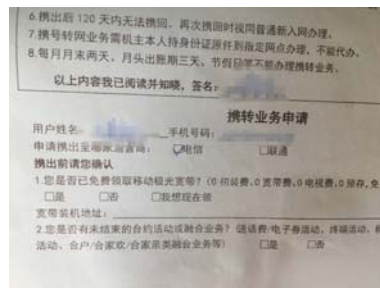 6.携出后 120 天内无法携回，再次携回时视同普通新入网办理。
7.携号转网业务需机主本人持身份证原件到指定网点办理，不能代办。
8.每月月末两天、月头出账期三天、节假日等不能办理携转业务。
以上内容我已阅读并知晓，签名：
携转业务申请
用户姓名 手机号码：
申请携出至哪家运营商： ☑电信 □联通
携出前请您确认
1.您是否已免费领取移动极光宽带？（0 初装费、0 宽带费、0 电视费、0 预存，免
□是 □否 □我想现在领
宽带装机地址：
2.您是否有未结束的合约活动或融合业务？（送话费/电子券活动、终端活动、
活动、合户/合家欢/合家亲类融合业务等） □是 □否